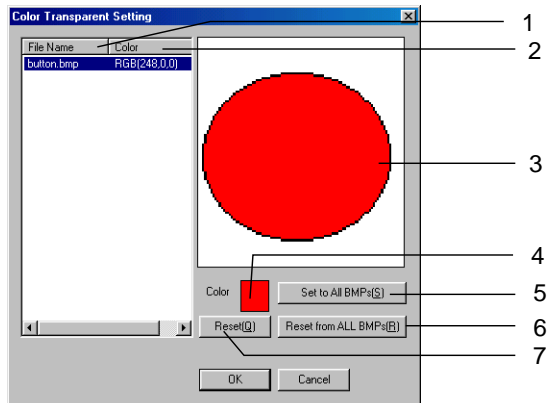 Color Transparent Setting
1
File Name Color
2
button.bmp RGB(248,0,0)
3
4
Color Set to All BMPs(S)
5
Reset(Q) Reset from ALL BMPs(R)
6
7
OK Cancel